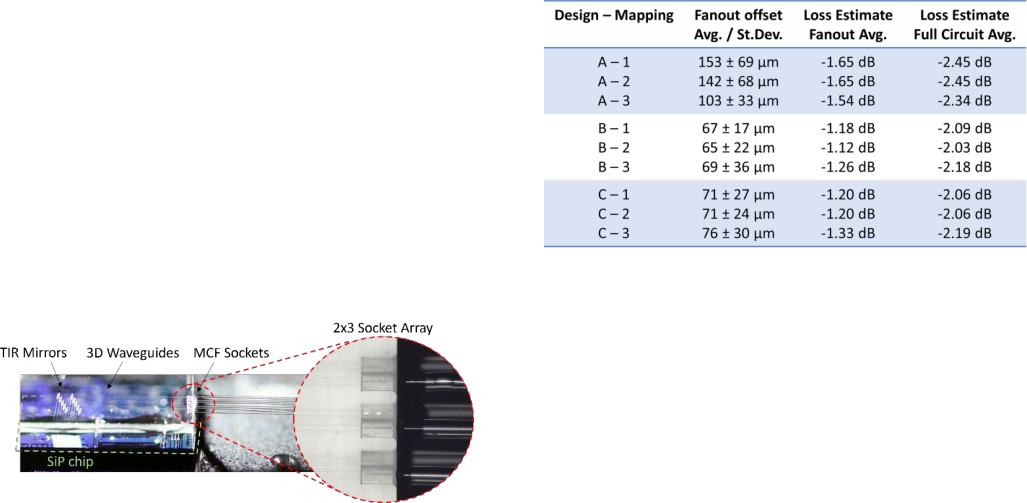 Design – Mapping Fanout offset Avg. / St.Dev. Loss Estimate Fanout Avg. Loss Estimate Full Circuit Avg.
A – 1 153 ± 69 µm -1.65 dB -2.45 dB
A – 2 142 ± 68 µm -1.65 dB -2.45 dB
A – 3 103 ± 33 µm -1.54 dB -2.34 dB
B – 1 67 ± 17 µm -1.18 dB -2.09 dB
B – 2 65 ± 22 µm -1.12 dB -2.03 dB
B – 3 69 ± 36 µm -1.26 dB -2.18 dB
C – 1 71 ± 27 µm -1.20 dB -2.06 dB
C – 2 71 ± 24 µm -1.20 dB -2.06 dB
C – 3 76 ± 30 µm -1.33 dB -2.19 dB
2x3 Socket Array
TIR Mirrors 3D Waveguides MCF Sockets
SiP chip